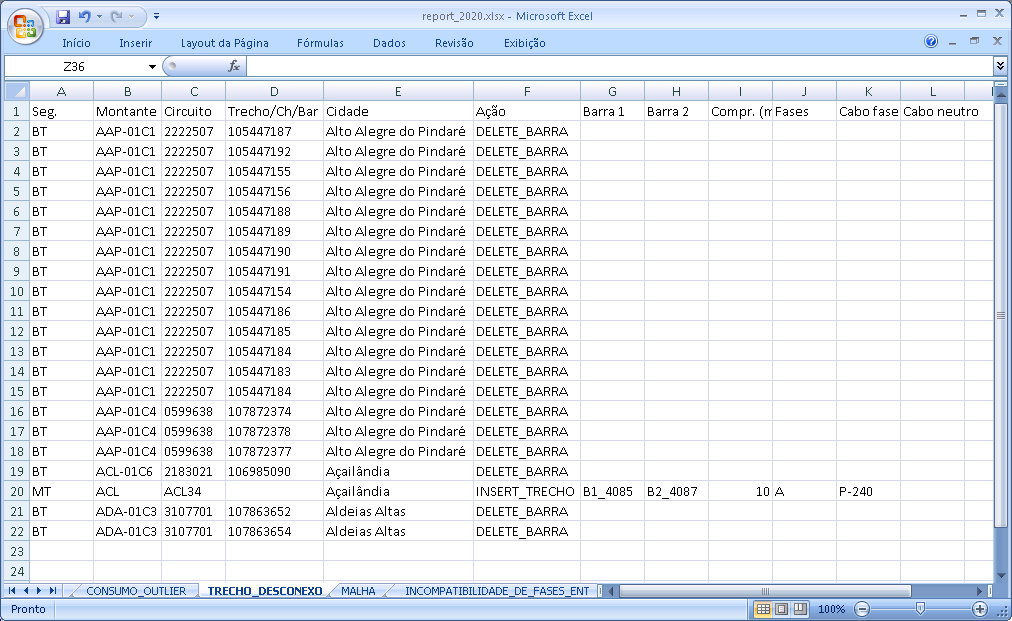 report_2020.xlsx - Microsoft Excel
Início Inserir Layout da Página Fórmulas Dados Revisão Exibição
Z36 fx
A B C D E F G H I J K L
1 Seg. Montante Circuito Trecho/Ch/Bar Cidade Ação Barra 1 Barra 2 Compr. (m Fases Cabo fase Cabo neutro
2 BT AAP-01C1 2222507 105447187 Alto Alegre do Pindaré DELETE_BARRA
3 BT AAP-01C1 2222507 105447192 Alto Alegre do Pindaré DELETE_BARRA
4 BT AAP-01C1 2222507 105447155 Alto Alegre do Pindaré DELETE_BARRA
5 BT AAP-01C1 2222507 105447156 Alto Alegre do Pindaré DELETE_BARRA
6 BT AAP-01C1 2222507 105447188 Alto Alegre do Pindaré DELETE_BARRA
7 BT AAP-01C1 2222507 105447189 Alto Alegre do Pindaré DELETE_BARRA
8 BT AAP-01C1 2222507 105447190 Alto Alegre do Pindaré DELETE_BARRA
9 BT AAP-01C1 2222507 105447191 Alto Alegre do Pindaré DELETE_BARRA
10 BT AAP-01C1 2222507 105447154 Alto Alegre do Pindaré DELETE_BARRA
11 BT AAP-01C1 2222507 105447186 Alto Alegre do Pindaré DELETE_BARRA
12 BT AAP-01C1 2222507 105447185 Alto Alegre do Pindaré DELETE_BARRA
13 BT AAP-01C1 2222507 105447184 Alto Alegre do Pindaré DELETE_BARRA
14 BT AAP-01C1 2222507 105447183 Alto Alegre do Pindaré DELETE_BARRA
15 BT AAP-01C1 2222507 105447184 Alto Alegre do Pindaré DELETE_BARRA
16 BT AAP-01C4 0599638 107872374 Alto Alegre do Pindaré DELETE_BARRA
17 BT AAP-01C4 0599638 107872378 Alto Alegre do Pindaré DELETE_BARRA
18 BT AAP-01C4 0599638 107872377 Alto Alegre do Pindaré DELETE_BARRA
19 BT ACL-01C6 2183021 106985090 Açailândia DELETE_BARRA
20 MT ACL ACL34 Açailândia INSERT_TRECHO B1_4085 B2_4087 10 A P-240
21 BT ADA-01C3 3107701 107863652 Aldeias Altas DELETE_BARRA
22 BT ADA-01C3 3107701 107863654 Aldeias Altas DELETE_BARRA
23
24
CONSUMO_OUTLIER TRECHO_DESCONEXO MALHA INCOMPATIBILIDADE_DE_FASES_ENT
Pronto 100%